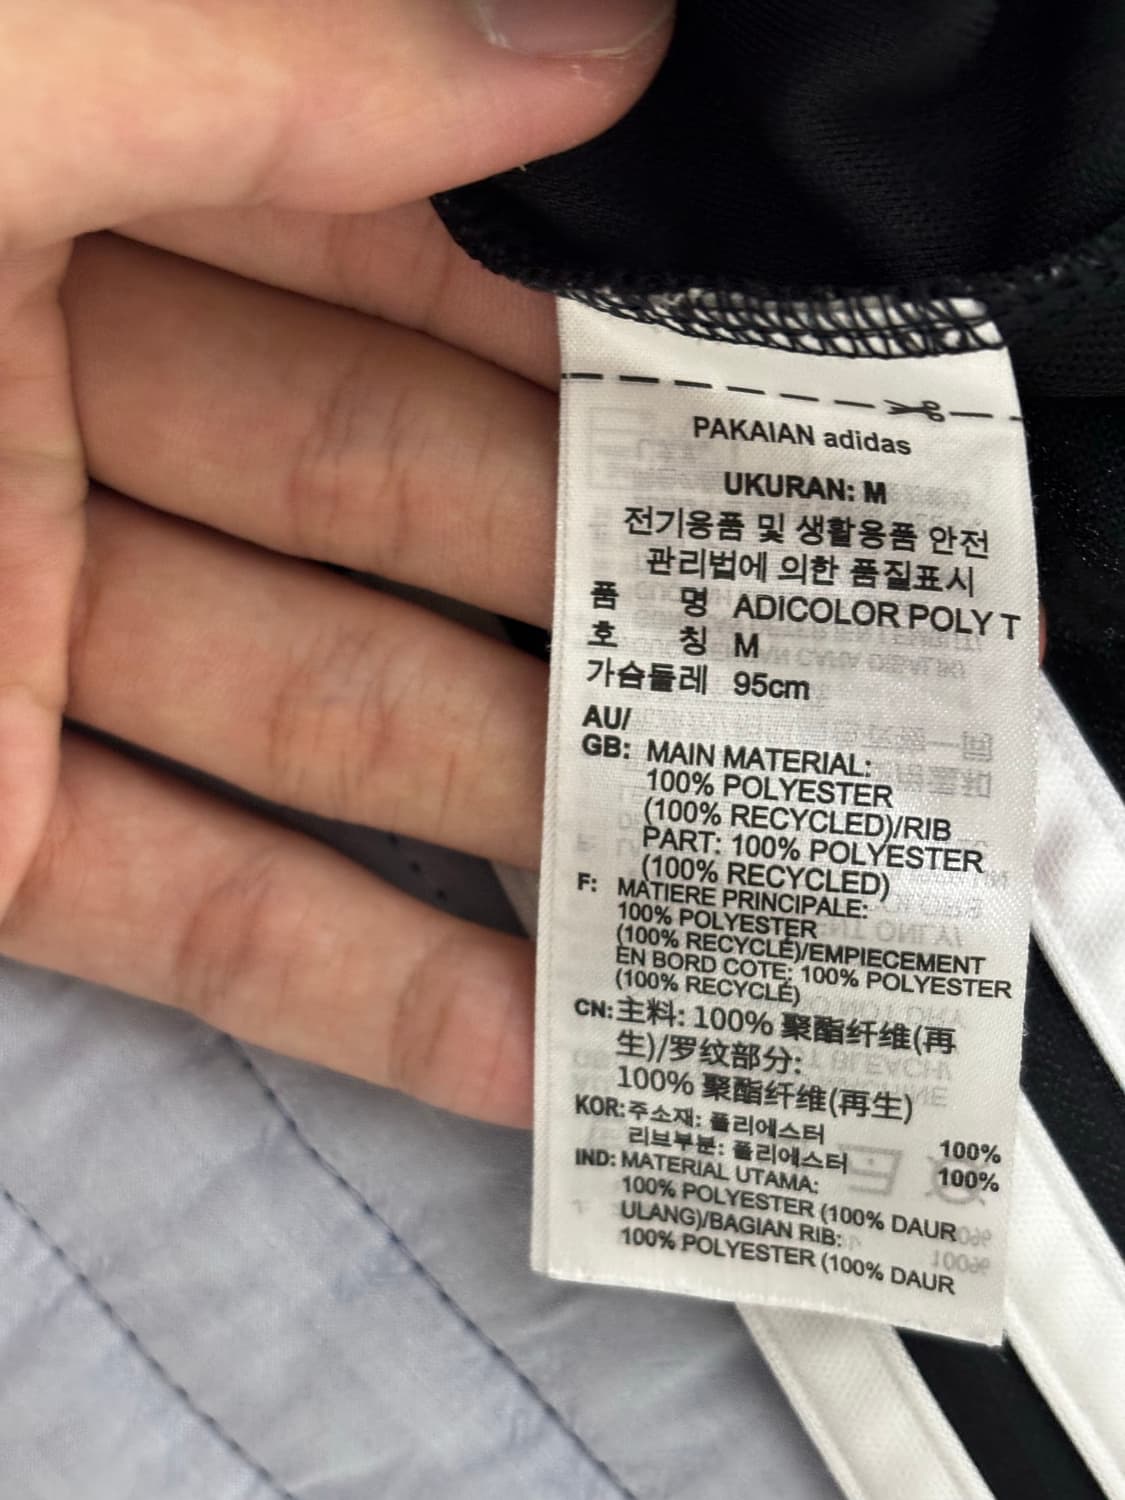 PAKAIAN adidas
UKURAN: M
전기용품 및 생활용품 안전
관리법에 의한 품질표시
품 명 ADICOLOR POLY T
호 칭 M
가슴둘레 95cm
AU/
GB: MAIN MATERIAL:
100% POLYESTER
(100% RECYCLED)/RIB
PART: 100% POLYESTER
(100% RECYCLED)
F: MATIERE PRINCIPALE:
100% POLYESTER
(100% RECYCLÉ)/EMPIECEMENT
EN BORD COTE: 100% POLYESTER
(100% RECYCLÉ)
CN: 主料: 100% 聚酯纤维(再
生)/罗纹部分:
100% 聚酯纤维(再生)
KOR: 주소재: 폴리에스터 100%
리브부분: 폴리에스터 100%
IND: MATERIAL UTAMA:
100% POLYESTER (100% DAUR
ULANG)/BAGIAN RIB:
100% POLYESTER (100% DAUR